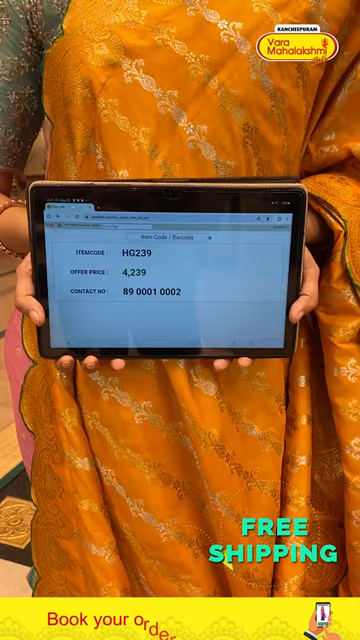 KANCHEEPURAM
Vara
Mahalakshmi
Item Code / Barcode
ITEMCODE : HG239
OFFER PRICE : 4,239
CONTACT NO : 89 0001 0002
FREE
SHIPPING
Book your order